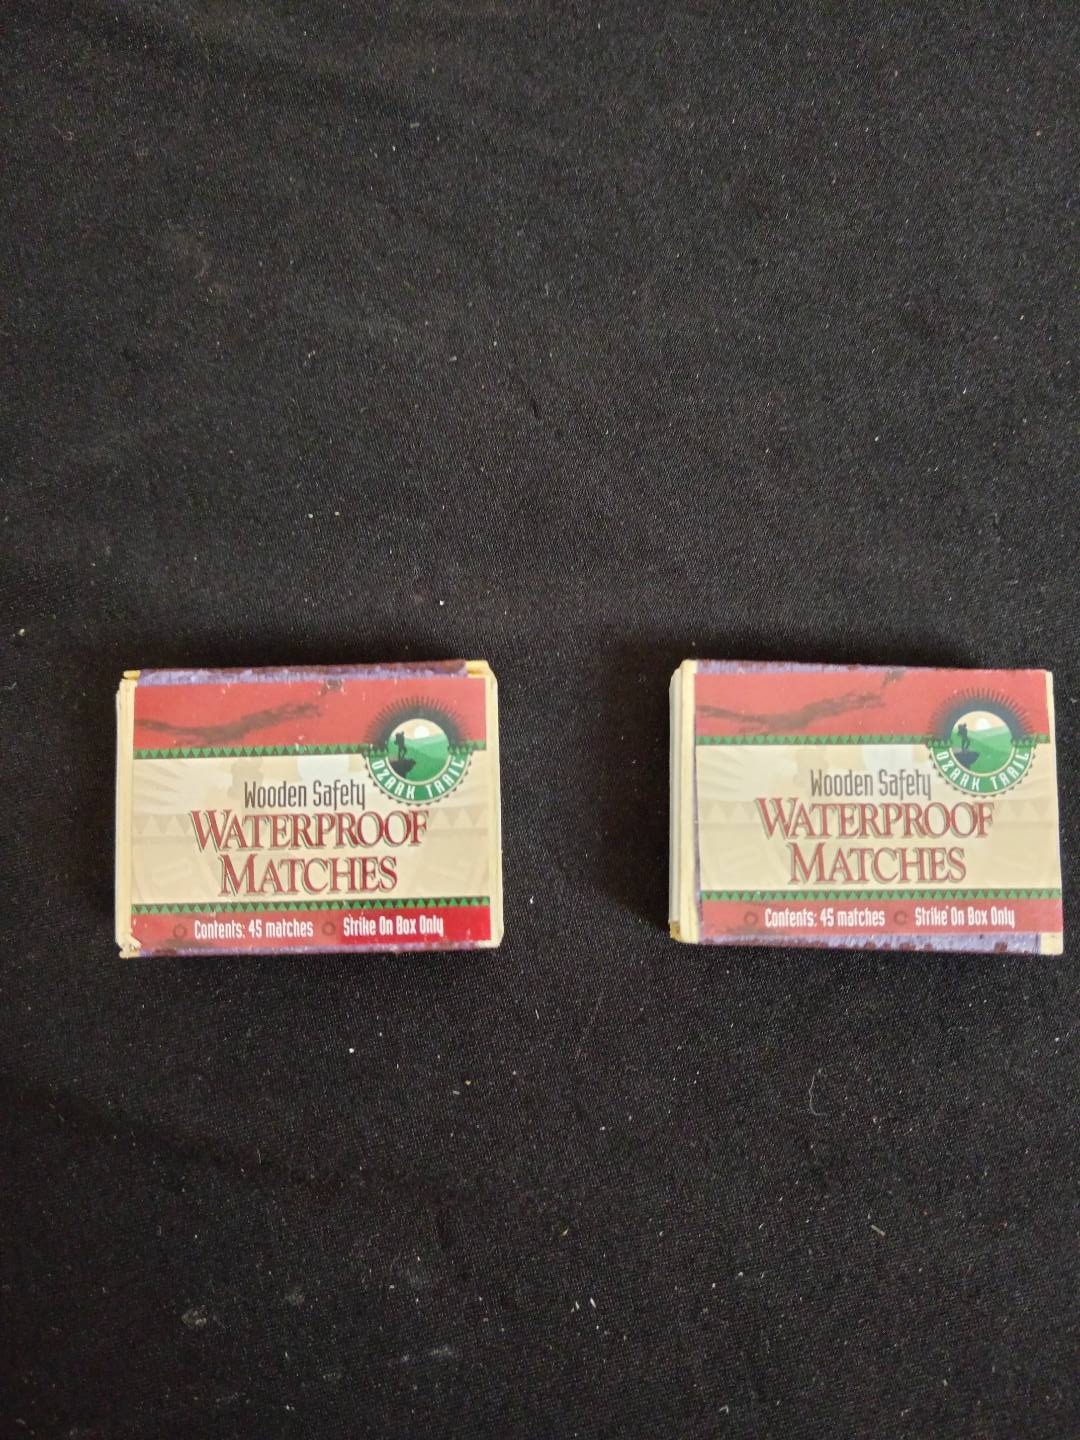 OZARK TRAIL
Wooden Safety
WATERPROOF
MATCHES
Contents: 45 matches Strike On Box Only
OZARK TRAIL
Wooden Safety
WATERPROOF
MATCHES
Contents: 45 matches Strike On Box Only